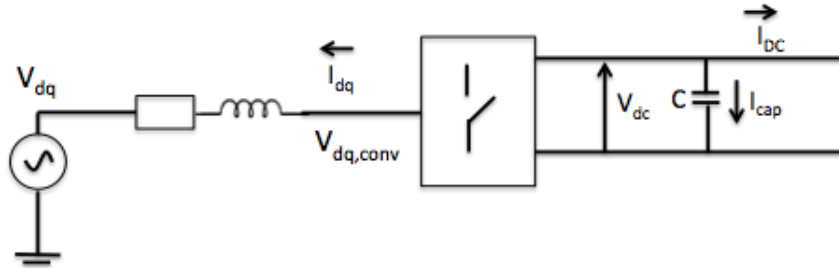 I_DC
V_dq
I_dq
V_dc
C
I_cap
V_dq,conv